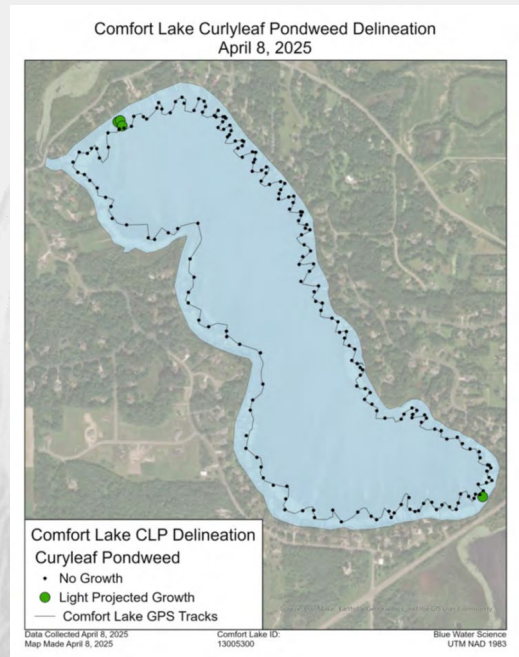 Comfort Lake Curlyleaf Pondweed Delineation
April 8, 2025
Comfort Lake CLP Delineation
Curyleaf Pondweed
No Growth
Light Projected Growth
Comfort Lake GPS Tracks
Data Collected April 8, 2025
Map Made April 8, 2025
Comfort Lake ID:
13005300
Blue Water Science
UTM NAD 1983